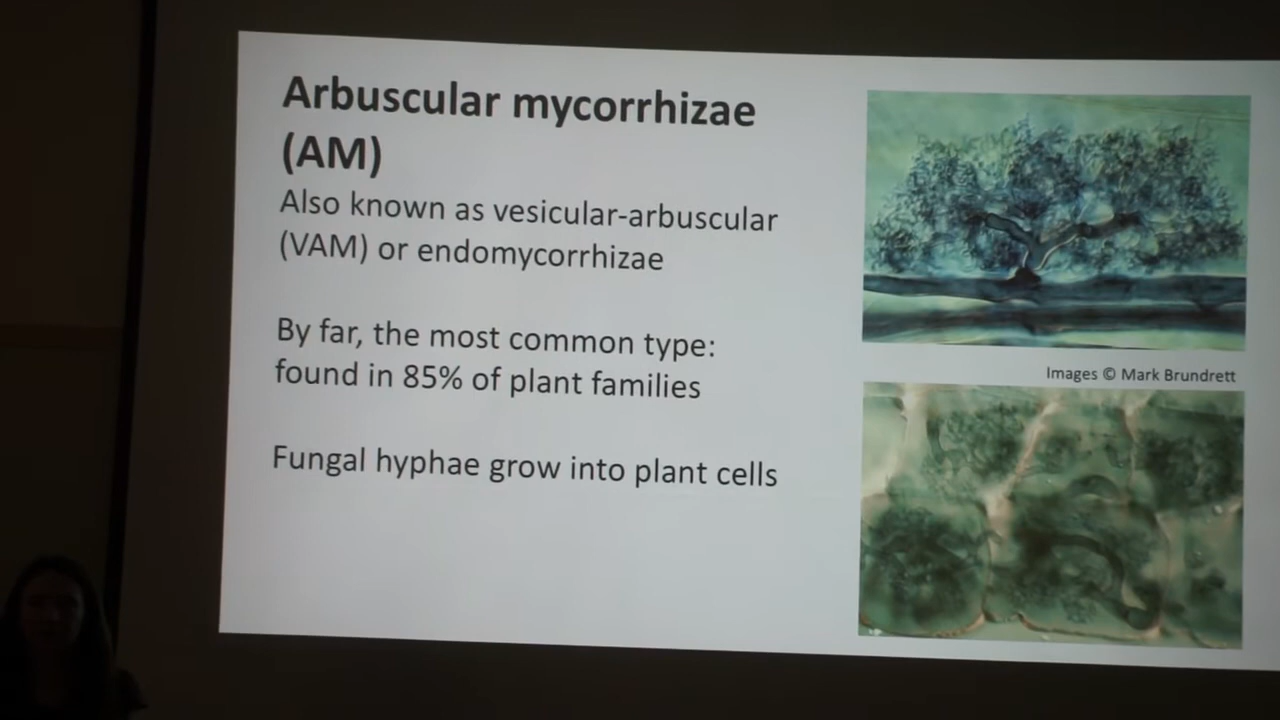 Arbuscular mycorrhizae
(AM)
Also known as vesicular-arbuscular
(VAM) or endomycorrhizae
By far, the most common type:
found in 85% of plant families
Fungal hyphae grow into plant cells
Images © Mark Brundrett